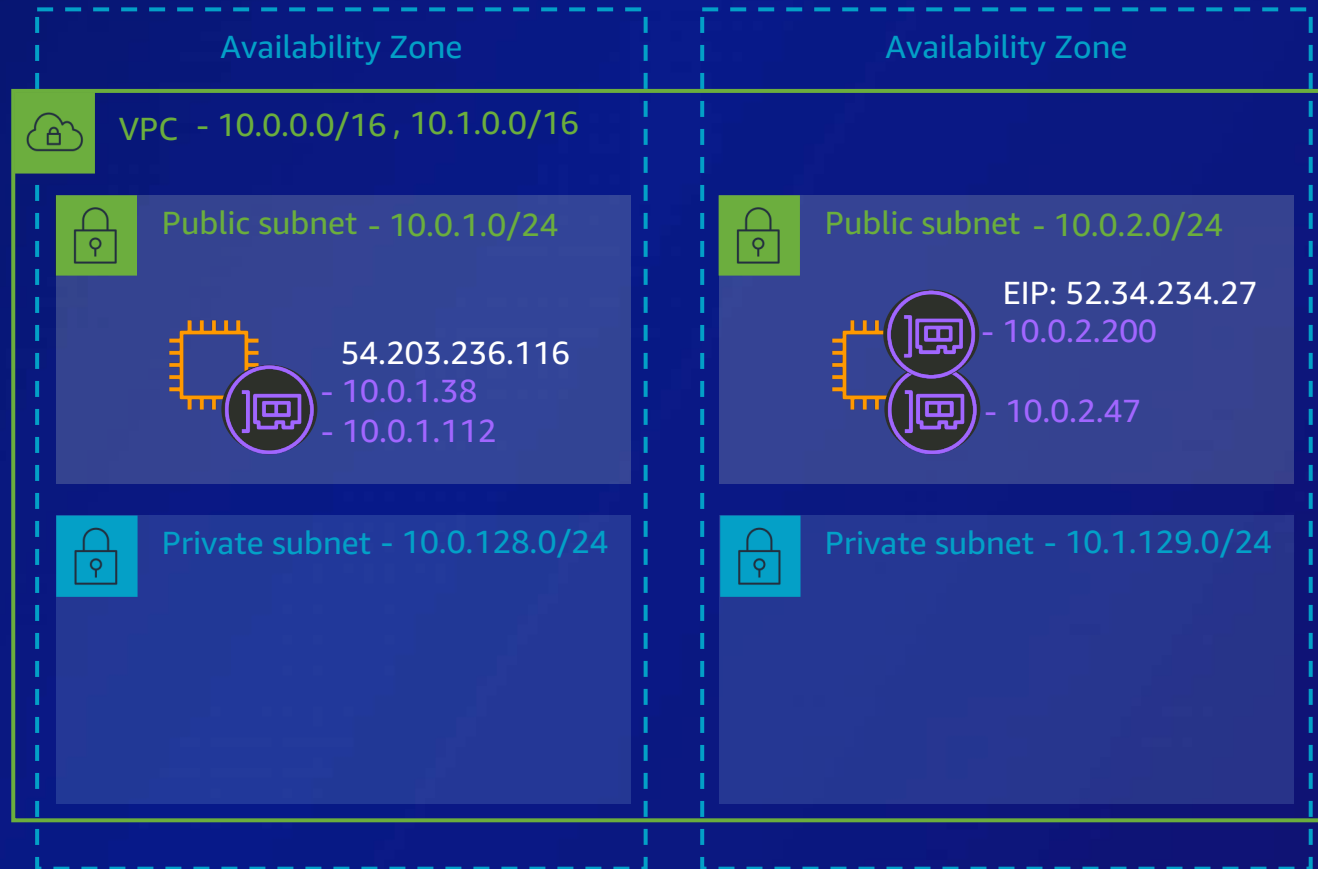 Availability Zone
Availability Zone
VPC - 10.0.0.0/16 , 10.1.0.0/16
Public subnet - 10.0.1.0/24
54.203.236.116
- 10.0.1.38
- 10.0.1.112
Public subnet - 10.0.2.0/24
EIP: 52.34.234.27
- 10.0.2.200
- 10.0.2.47
Private subnet - 10.0.128.0/24
Private subnet - 10.1.129.0/24